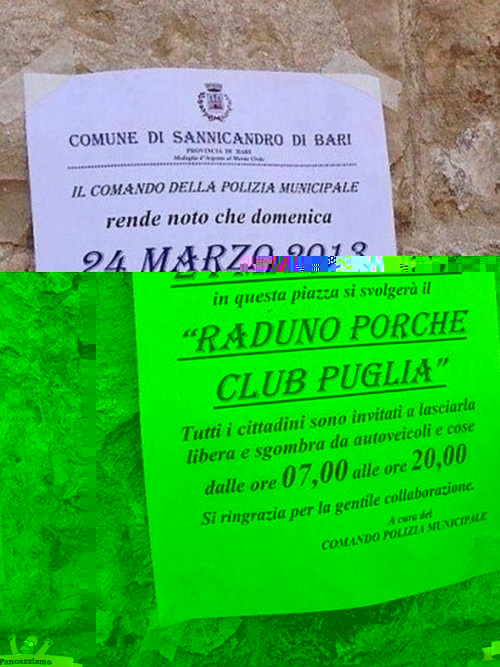 COMUNE DI SANNICANDRO DI BARI
PROVINCIA DI BARI
Medaglia d'Argento al Merito Civile
IL COMANDO DELLA POLIZIA MUNICIPALE
rende noto che domenica
24 MARZO 2013
in questa piazza si svolgerà il
"RADUNO PORCHE
CLUB PUGLIA"
Tutti i cittadini sono invitati a lasciarla
libera e sgombra da autoveicoli e cose
dalle ore 07,00 alle ore 20,00
Si ringrazia per la gentile collaborazione.
A cura del
COMANDO POLIZIA MUNICIPALE
Fancazzismo